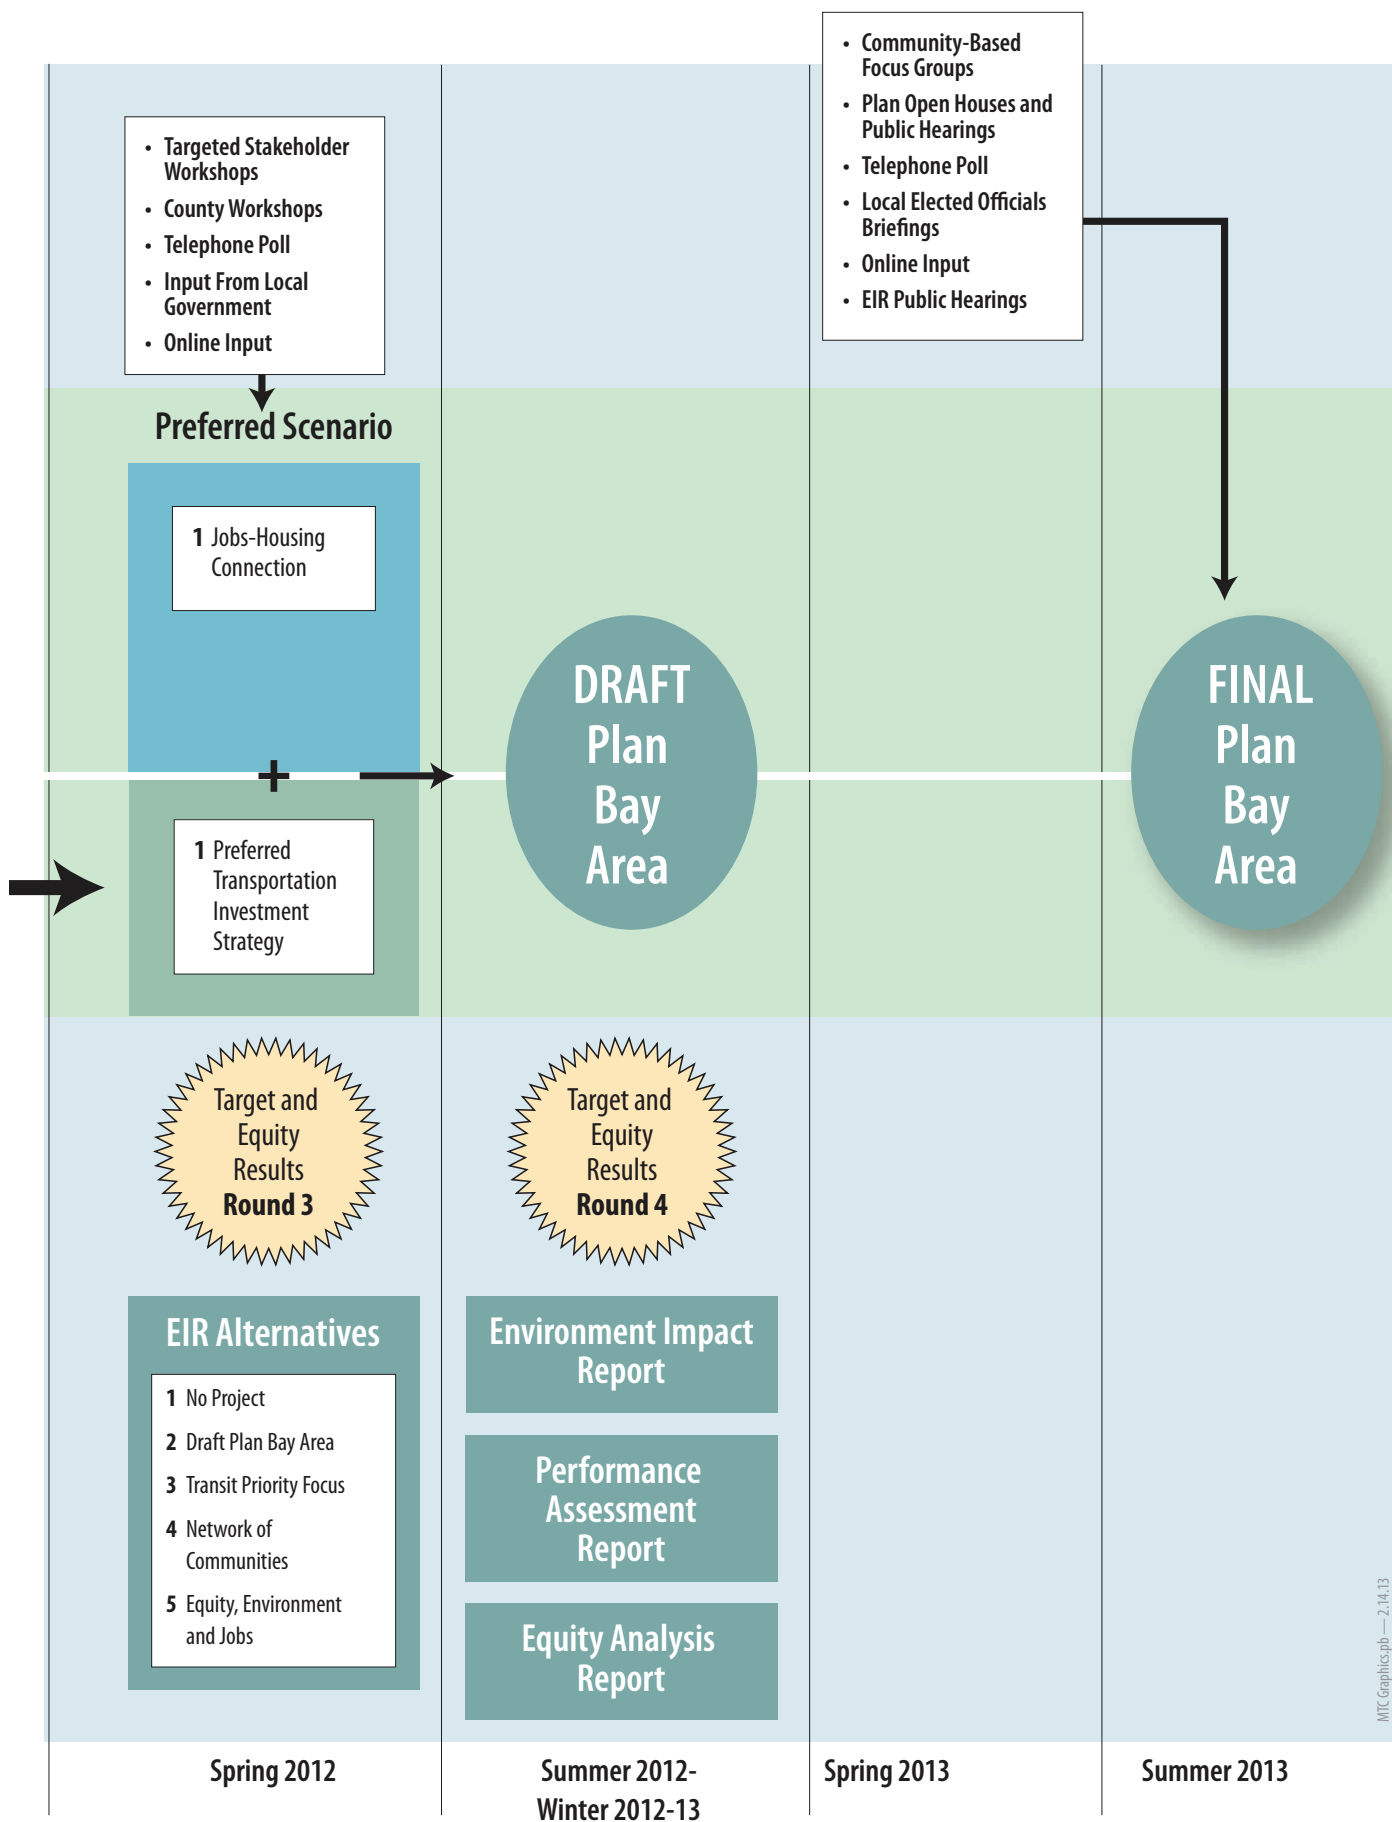 • Targeted Stakeholder
Workshops
• County Workshops
• Telephone Poll
• Input From Local
Government
• Online Input
Preferred Scenario
1 Jobs-Housing
Connection
+
1 Preferred
Transportation
Investment
Strategy
Target and
Equity
Results
Round 3
EIR Alternatives
1 No Project
2 Draft Plan Bay Area
3 Transit Priority Focus
4 Network of
Communities
5 Equity, Environment
and Jobs
Spring 2012
DRAFT
Plan
Bay
Area
Target and
Equity
Results
Round 4
Environment Impact
Report
Performance
Assessment
Report
Equity Analysis
Report
Summer 2012-
Winter 2012-13
• Community-Based
Focus Groups
• Plan Open Houses and
Public Hearings
• Telephone Poll
• Local Elected Officials
Briefings
• Online Input
• EIR Public Hearings
Spring 2013
FINAL
Plan
Bay
Area
Summer 2013
MTC Graphics.pb — 2.14.13